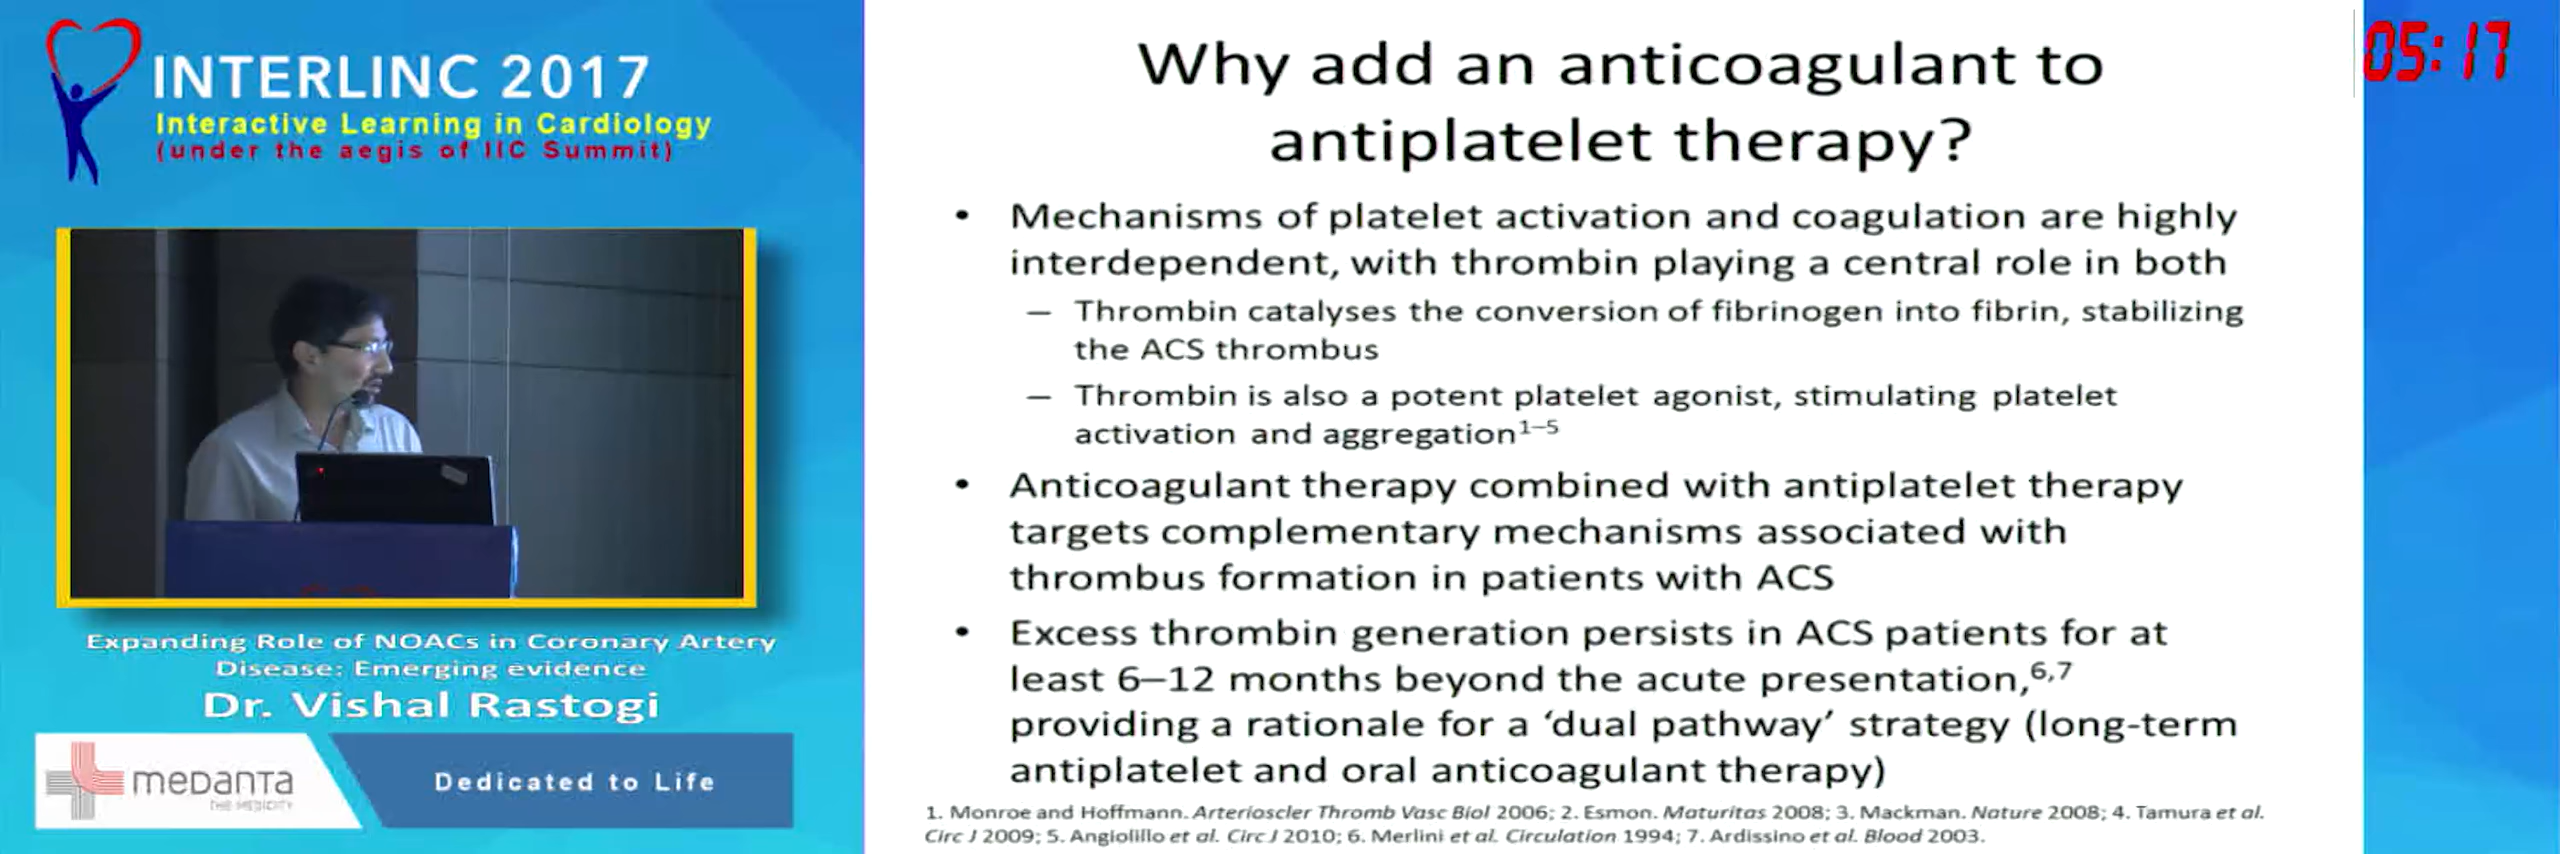 INTERLINC 2017
Interactive Learning in Cardiology
(under the aegis of IIC Summit)
Expanding Role of NOACs in Coronary Artery
Disease: Emerging evidence
Dr. Vishal Rastogi
medanta
THE MEDICITY
Dedicated to Life
Why add an anticoagulant to
antiplatelet therapy?
• Mechanisms of platelet activation and coagulation are highly
interdependent, with thrombin playing a central role in both
– Thrombin catalyses the conversion of fibrinogen into fibrin, stabilizing
the ACS thrombus
– Thrombin is also a potent platelet agonist, stimulating platelet
activation and aggregation1–5
• Anticoagulant therapy combined with antiplatelet therapy
targets complementary mechanisms associated with
thrombus formation in patients with ACS
• Excess thrombin generation persists in ACS patients for at
least 6–12 months beyond the acute presentation,6,7
providing a rationale for a ‘dual pathway’ strategy (long-term
antiplatelet and oral anticoagulant therapy)
1. Monroe and Hoffmann. Arterioscler Thromb Vasc Biol 2006; 2. Esmon. Maturitas 2008; 3. Mackman. Nature 2008; 4. Tamura et al.
Circ J 2009; 5. Angiolillo et al. Circ J 2010; 6. Merlini et al. Circulation 1994; 7. Ardissino et al. Blood 2003.
05:17